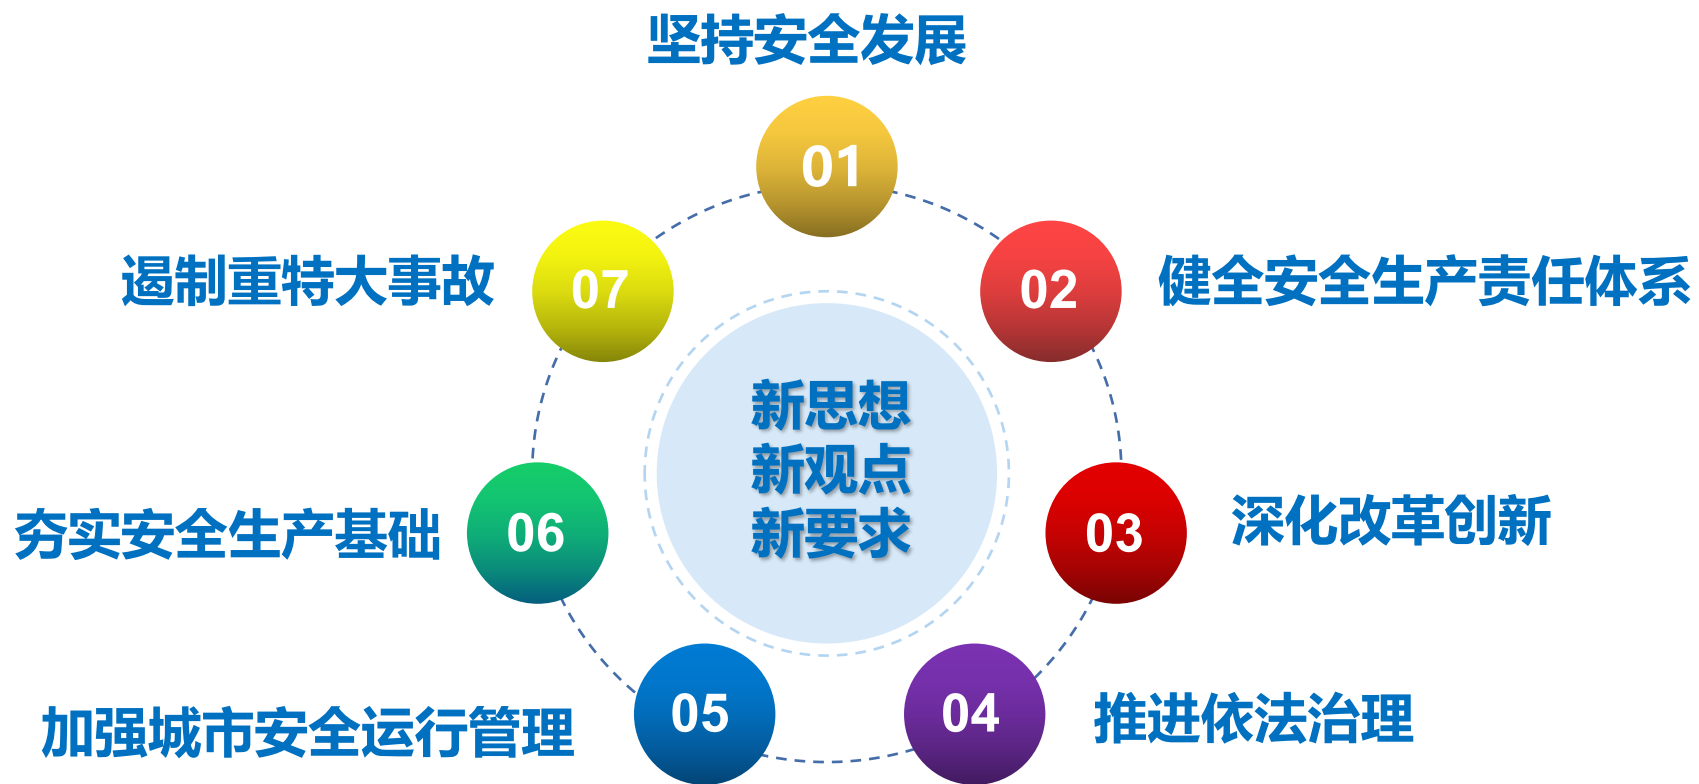 坚持安全发展
01
02
健全安全生产责任体系
03
深化改革创新
04
推进依法治理
05
加强城市安全运行管理
06
夯实安全生产基础
07
遏制重特大事故
新思想
新观点
新要求